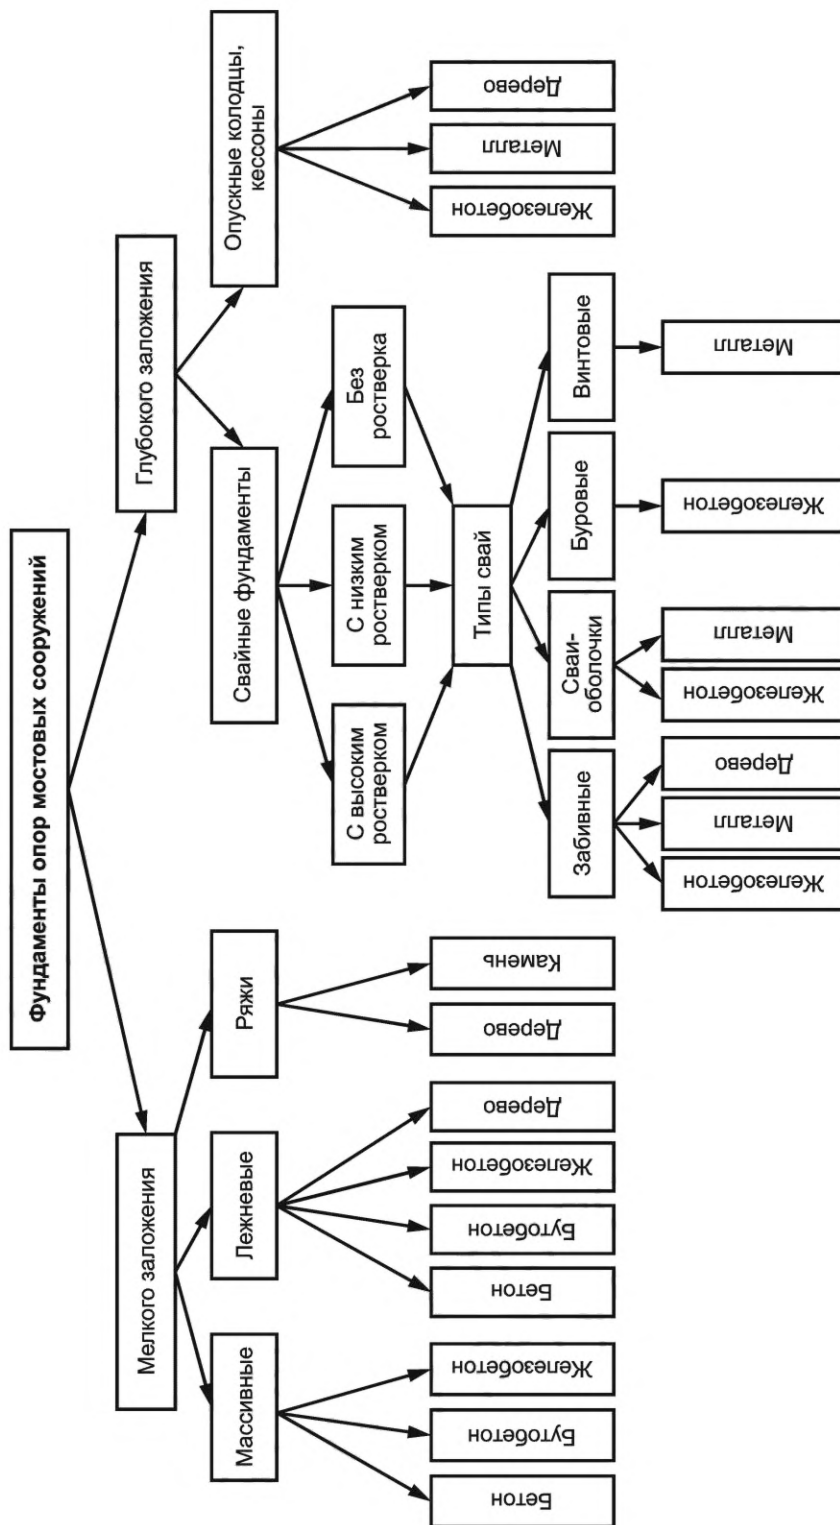 Фундаменты опор мостовых сооружений
Мелкого заложения
Глубокого заложения
Массивные
Лежневые
Ряжи
Свайные фундаменты
Опускные колодцы,
кессоны
С высоким
ростверком
С низким
ростверком
Без
ростверка
Бетон
Бутобетон
Железобетон
Бетон
Бутобетон
Железобетон
Дерево
Дерево
Камень
Типы свай
Железобетон
Металл
Дерево
Забивные
Сваи-
оболочки
Буровые
Винтовые
Железобетон
Металл
Дерево
Железобетон
Металл
Железобетон
Металл